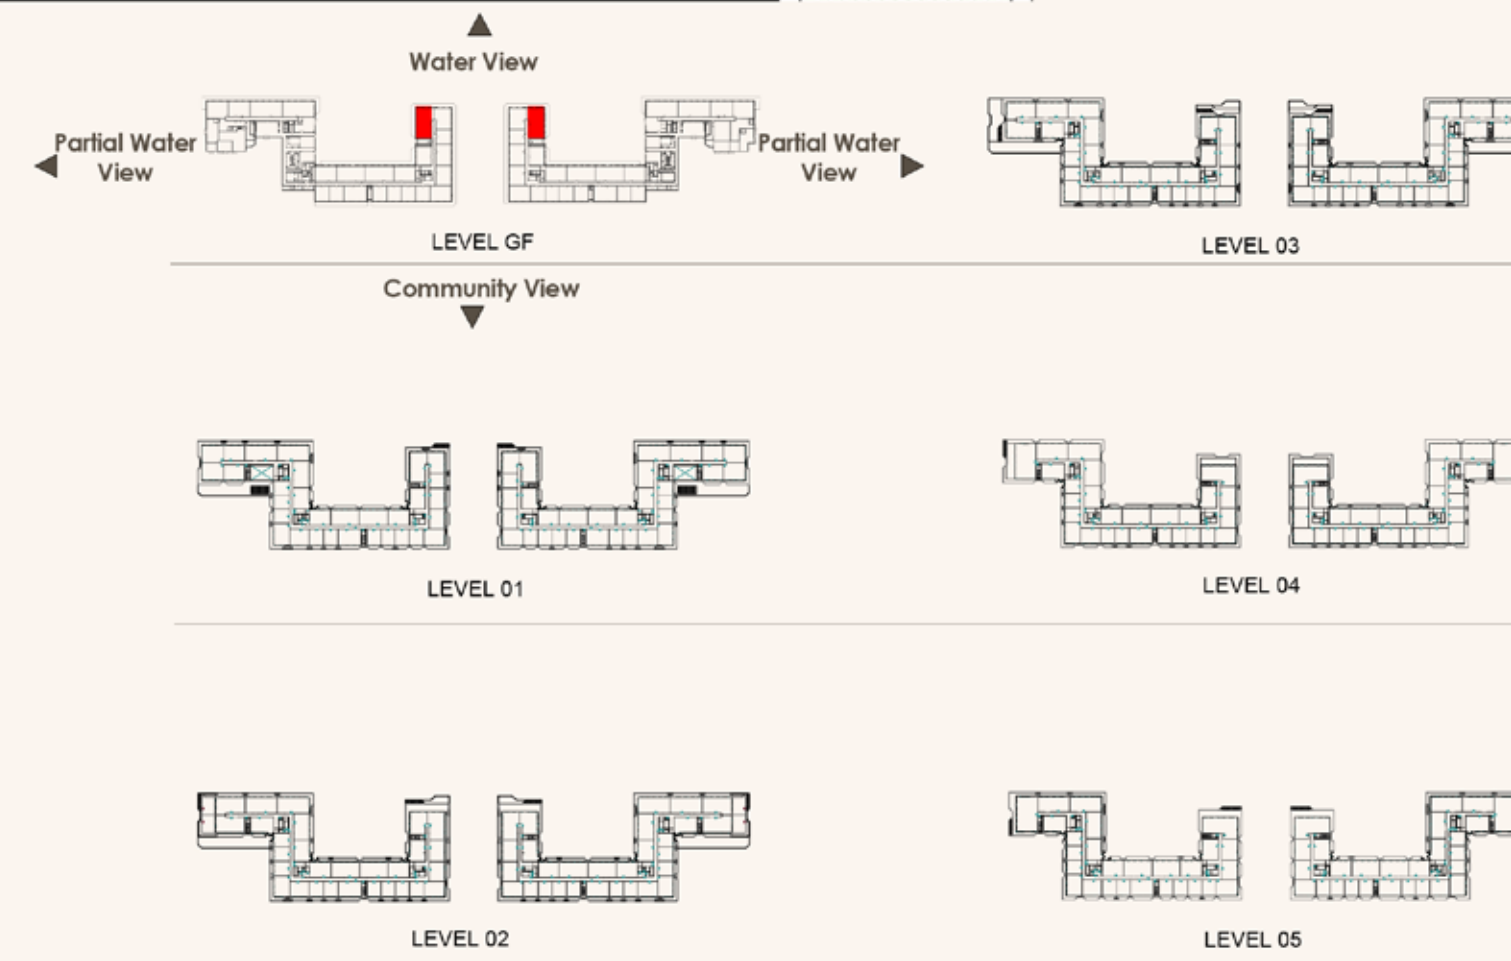 Water View
Partial Water
View
Partial Water
View
LEVEL GF
LEVEL 03
Community View
LEVEL 01
LEVEL 04
LEVEL 02
LEVEL 05